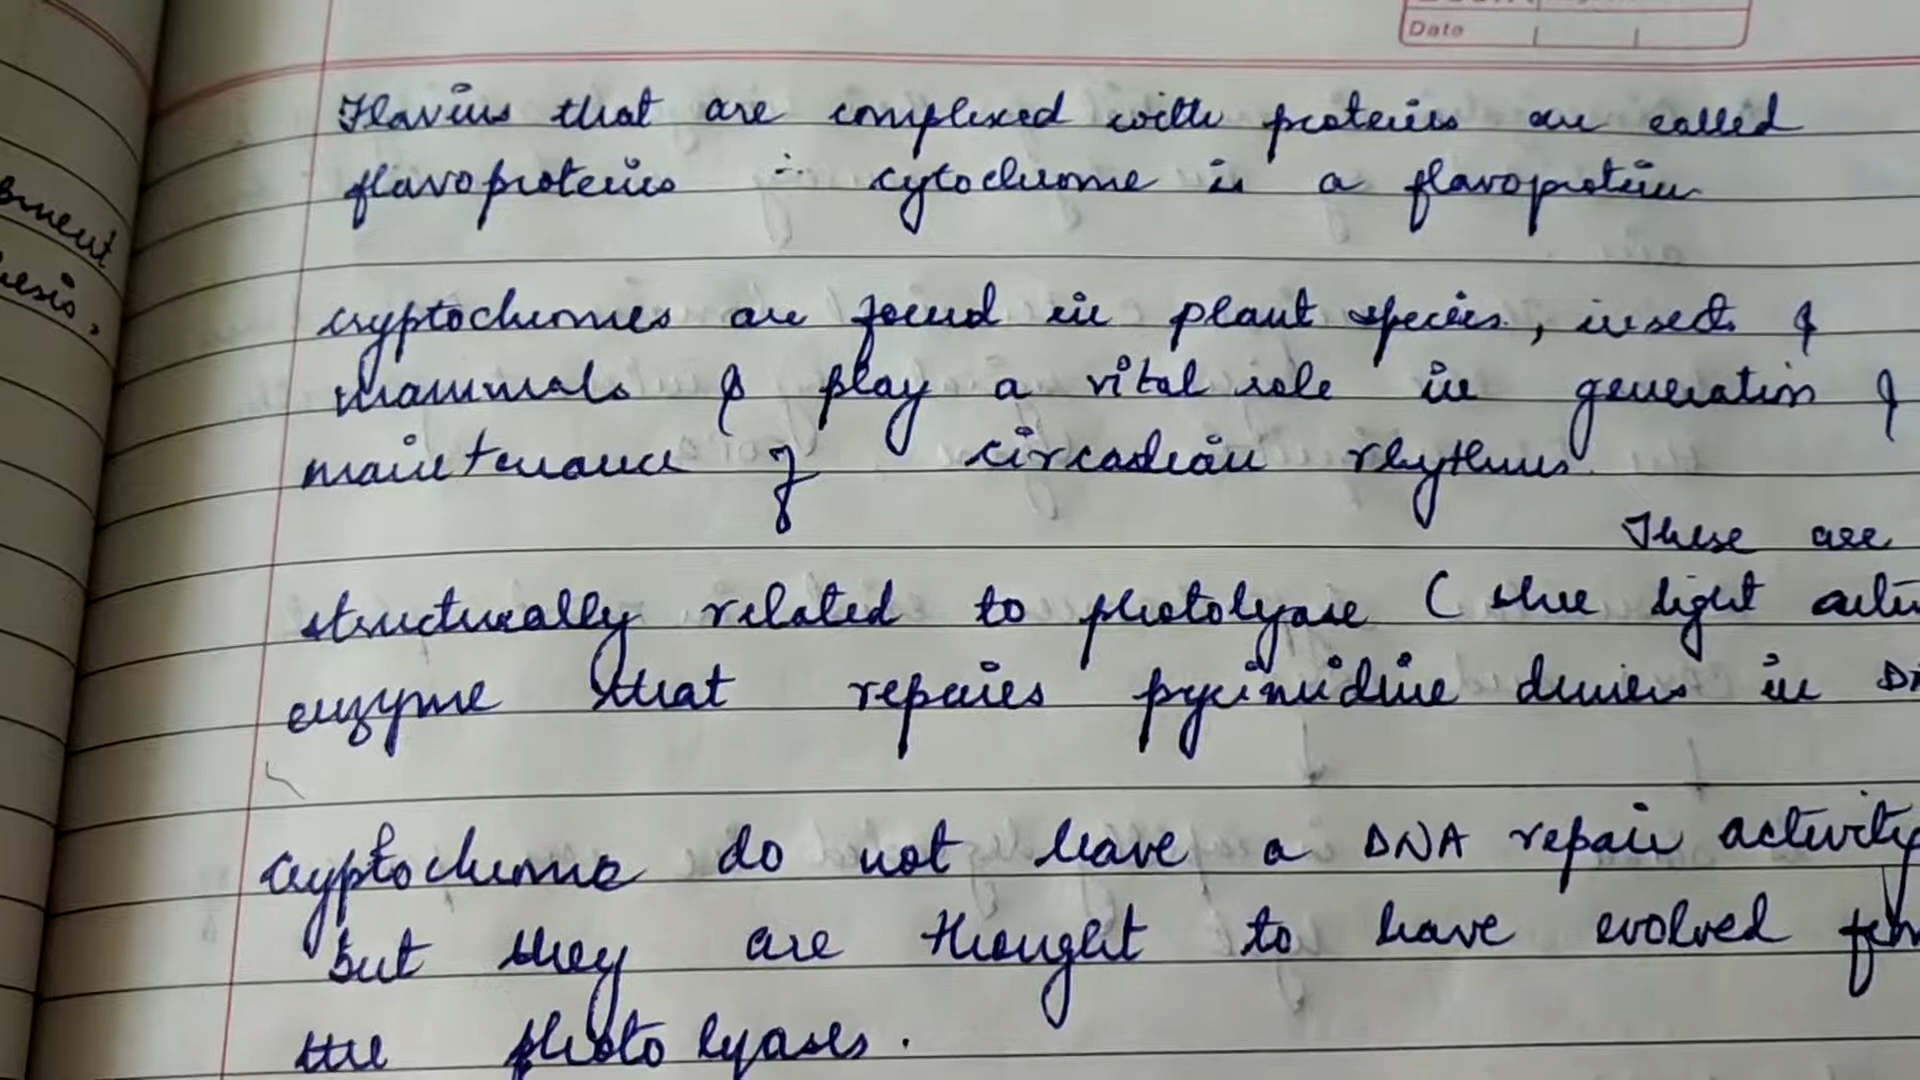 Date
Flavins that are complexed with proteins are called
flavoproteins ∴ cytochrome is a flavoprotein
cryptochromes are found in plant species, insects &
mammals & play a vital role in generation &
maintenance of circadian rhythms.
These are
structurally related to photolyase ( blue light
enzyme that repairs pyrimidine dimers in
cryptochrome do not have a DNA repair activity
but they are thought to have evolved
the photolyases.